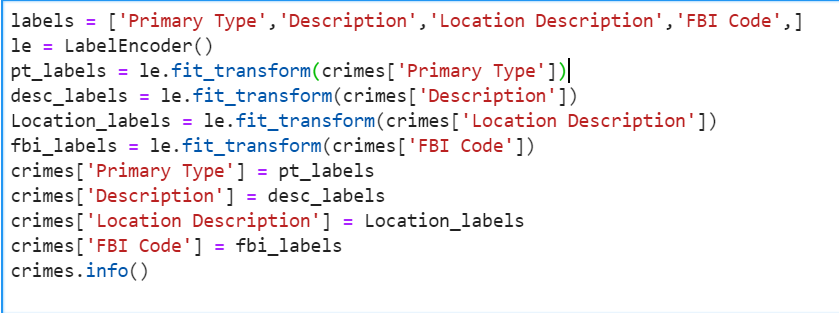 labels = ['Primary Type','Description','Location Description','FBI Code',]
le = LabelEncoder()
pt_labels = le.fit_transform(crimes['Primary Type'])
desc_labels = le.fit_transform(crimes['Description'])
Location_labels = le.fit_transform(crimes['Location Description'])
fbi_labels = le.fit_transform(crimes['FBI Code'])
crimes['Primary Type'] = pt_labels
crimes['Description'] = desc_labels
crimes['Location Description'] = Location_labels
crimes['FBI Code'] = fbi_labels
crimes.info()